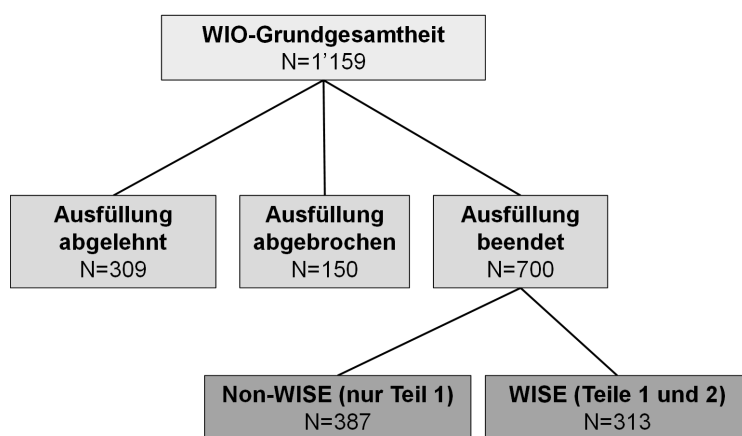 WIO-Grundgesamtheit
N=1’159
Ausfüllung
abgelehnt
N=309
Ausfüllung
abgebrochen
N=150
Ausfüllung
beendet
N=700
Non-WISE (nur Teil 1)
N=387
WISE (Teile 1 und 2)
N=313